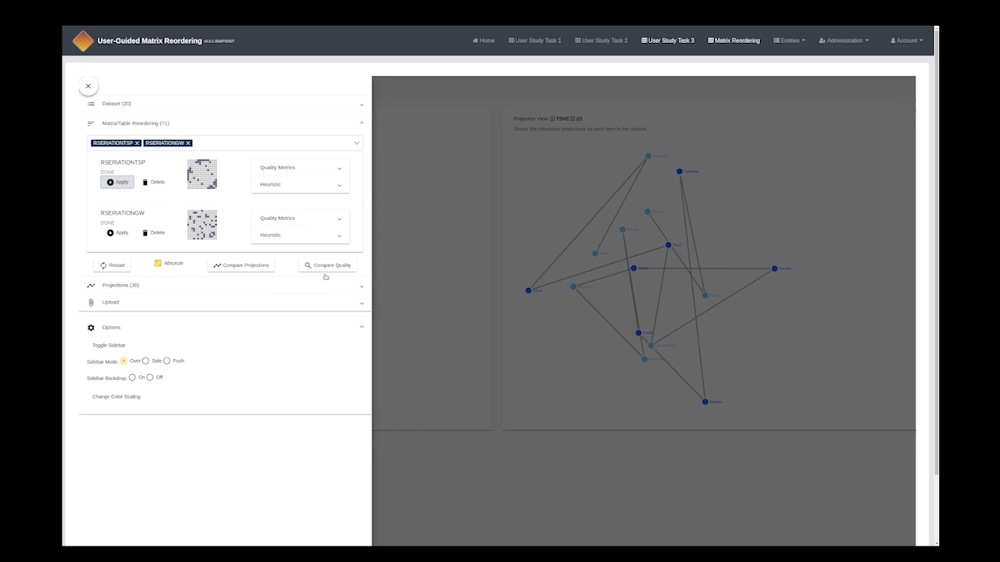 User-Guided Matrix Reordering v0.0.1-SNAPSHOT
Home User Study Task 1 User Study Task 2 User Study Task 3 Matrix Reordering Entities Administration Account
Dataset (20)
Matrix/Table Reordering (71)
RSERIATIONTSP RSERIATIONGW
RSERIATIONTSP
DONE
Apply Delete
Quality Metrics
Heuristic
RSERIATIONGW
DONE
Apply Delete
Quality Metrics
Heuristic
Restart Absolute Compare Projections Compare Quality
Projections (30)
Upload
Options
Toggle Sidebar
Sidebar Mode: Over Side Push
Sidebar Backdrop: On Off
Change Color Scaling
Projection View: TSNE 2D
Shows the interactive projections for each item in the dataset